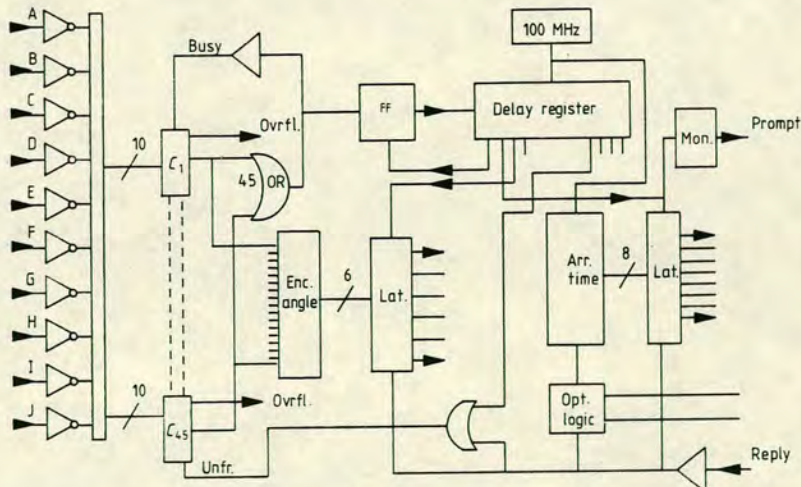 A
B
C
D
E
F
G
H
I
J
10
10
Busy
C1
Ovrfl.
45 OR
C45
Ovrfl.
Unfr.
Enc. angle
6
Lat.
FF
100 MHz
Delay register
Arr. time
8
Lat.
Mon.
Prompt
Opt. logic
Reply